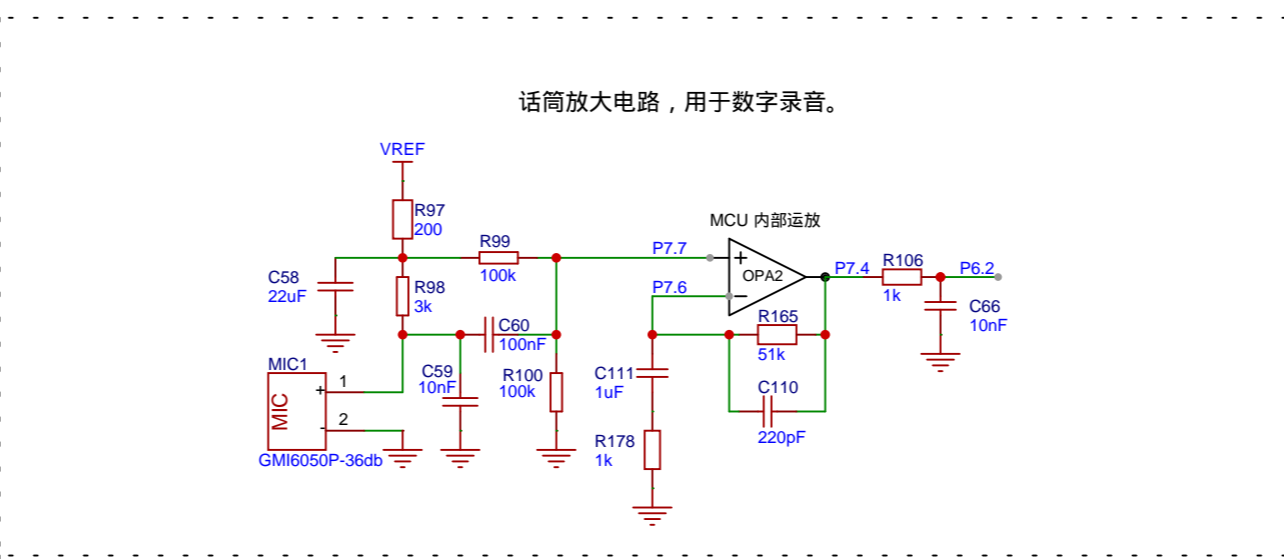 话筒放大电路，用于数字录音。
VREF
R97
200
R99
100k
C58
22uF
R98
3k
C60
100nF
MIC1
MIC
+
1
-
2
GMI6050P-36db
C59
10nF
R100
100k
MCU 内部运放
P7.7
P7.6
+
-
OPA2
P7.4
R106
1k
P6.2
C66
10nF
R165
51k
C111
1uF
C110
220pF
R178
1k